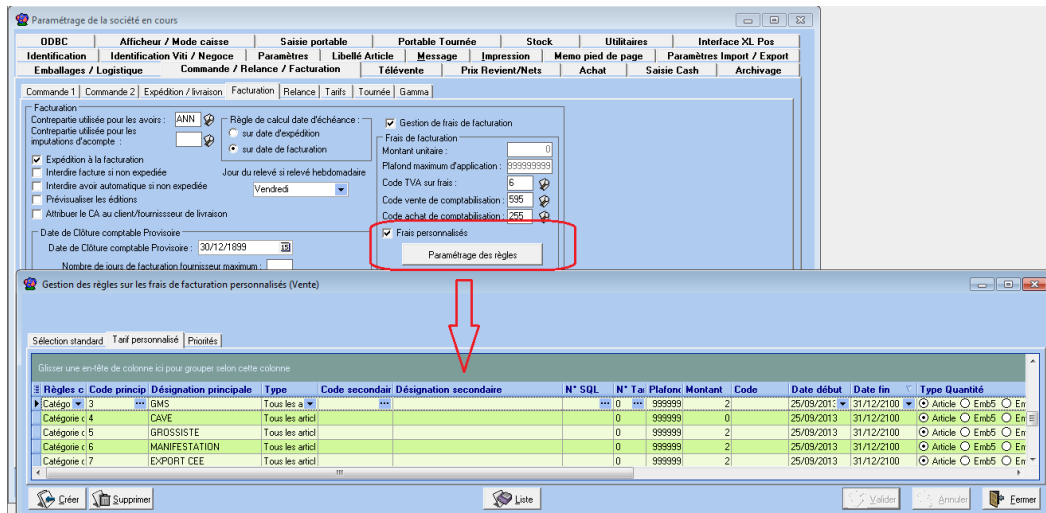 Paramétrage de la société en cours
ODBC Afficheur / Mode caisse Saisie portable Portable Tournée Stock Utilitaires Interface XL Pos
Identification Identification Viti / Negoce Paramètres Libellé Article Message Impression Memo pied de page Paramètres Import / Export
Emballages / Logistique Commande / Relance / Facturation Télévente Prix Revient/Nets Achat Saisie Cash Archivage
Commande 1 Commande 2 Expédition / livraison Facturation Relance Tarifs Tournée Gamma
Facturation
Contrepartie utilisée pour les avoirs : ANN
Contrepartie utilisée pour les
imputations d'acompte :
Expédition à la facturation
Interdire facture si non expediée
Interdire avoir automatique si non expediée
Prévisualiser les éditions
Attribuer le CA au client/fournissseur de livraison
Règle de calcul date d'échéance :
sur date d'expédition
sur date de facturation
Jour du relevé si relevé hebdomadaire
Vendredi
Gestion de frais de facturation
Frais de facturation
Montant unitaire : 0
Plafond maximum d'application : 999999999
Code TVA sur frais : 6
Code vente de comptabilisation : 595
Code achat de comptabilisation : 255
Frais personnalisés
Paramétrage des règles
Date de Clôture comptable Provisoire
Date de Clôture comptable Provisoire : 30/12/1899 15
Nombre de jours de facturation fournisseur maximum :
Gestion des règles sur les frais de facturation personnalisés (Vente)
Sélection standard Tarif personnalisé Priorités
Glisser une en-tête de colonne ici pour grouper selon cette colonne
Règles c Code princip Désignation principale Type Code secondair Désignation secondaire N° SQL N° Tai Plafond Montant Code Date début Date fin Type Quantité
Catégo 3 ... GMS Tous les a ... ... 0 ... 999999 2 25/09/2013 31/12/2100 Article Emb5 En
Catégorie c 4 CAVE Tous les articl 0 999999 0 25/09/2013 31/12/2100 Article Emb5 En
Catégorie c 5 GROSSISTE Tous les articl 0 999999 2 25/09/2013 31/12/2100 Article Emb5 En
Catégorie c 6 MANIFESTATION Tous les articl 0 999999 2 25/09/2013 31/12/2100 Article Emb5 En
Catégorie c 7 EXPORT CEE Tous les articl 0 999999 2 25/09/2013 31/12/2100 Article Emb5 En
Créer Supprimer Liste Valider Annuler Fermer